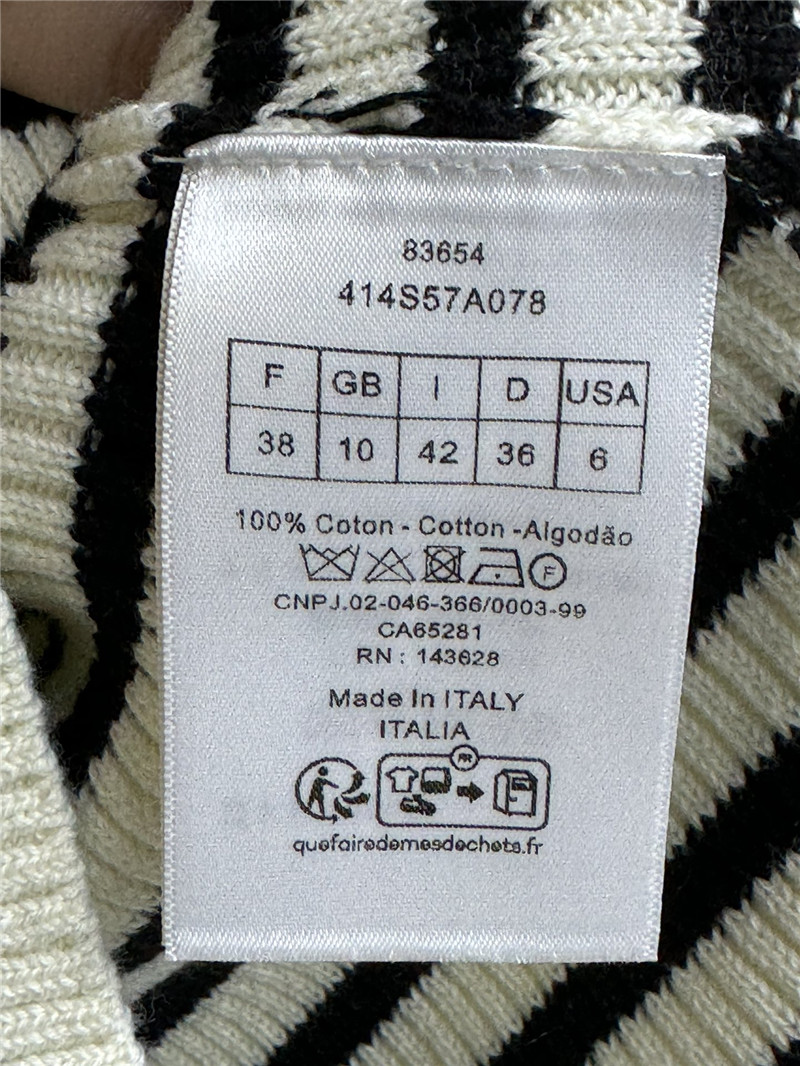 83654
414S57A078
F GB I D USA
38 10 42 36 6
100% Coton - Cotton -Algodão
F
CNPJ.02-046-366/0003-99
CA65281
RN : 143628
Made In ITALY
ITALIA
FR
quefairedemesdechets.fr